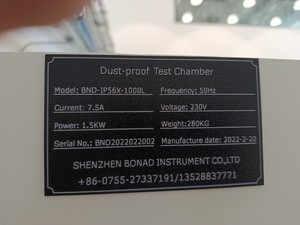 Dust-proof Test Chamber
Model: BND-IP56X-1000L Frequency: 50Hz
Current: 7.5A Voltage: 230V
Power: 1.5KW Weight:280KG
Serial No.: BND2022022002 Manufacture date: 2022-2-20
SHENZHEN BONAD INSTRUMENT CO,.LTD
+86-0755-27337191/13528837771